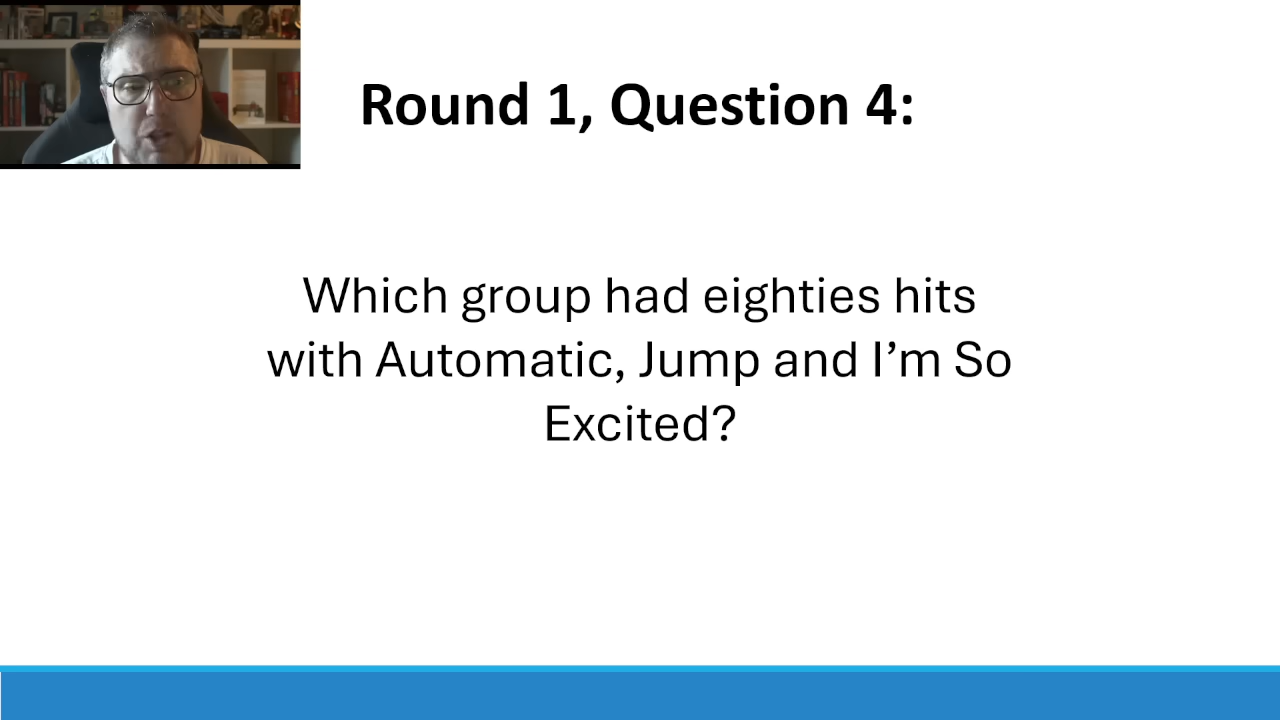 Round 1, Question 4:
Which group had eighties hits
with Automatic, Jump and I’m So
Excited?